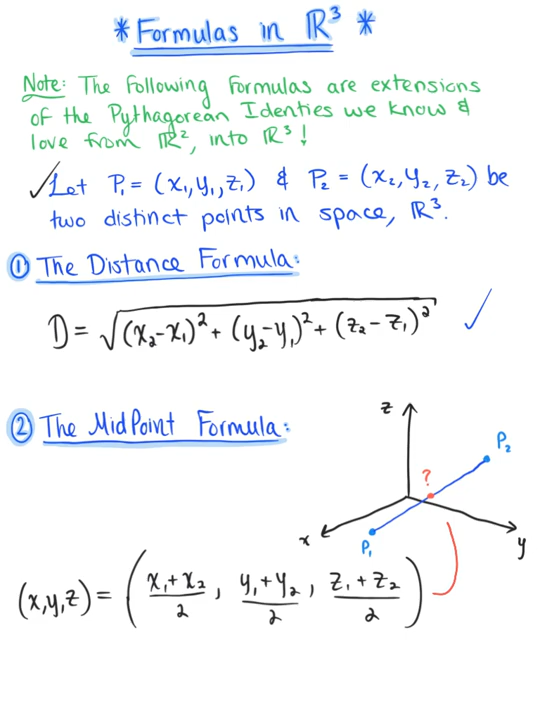 * Formulas in ℝ³ *
Note: The following formulas are extensions
of the Pythagorean Identies we know &
love from ℝ², into ℝ³!
✓Let P₁ = (x₁,y₁,z₁) & P₂ = (x₂,y₂,z₂) be
two distinct points in space, ℝ³.
① The Distance Formula:
D = √((x₂-x₁)² + (y₂-y₁)² + (z₂-z₁)²) ✓
② The MidPoint Formula:
z
P₂
?
x
P₁
y
(x,y,z) = ( (x₁+x₂)/2 , (y₁+y₂)/2 , (z₁+z₂)/2 )